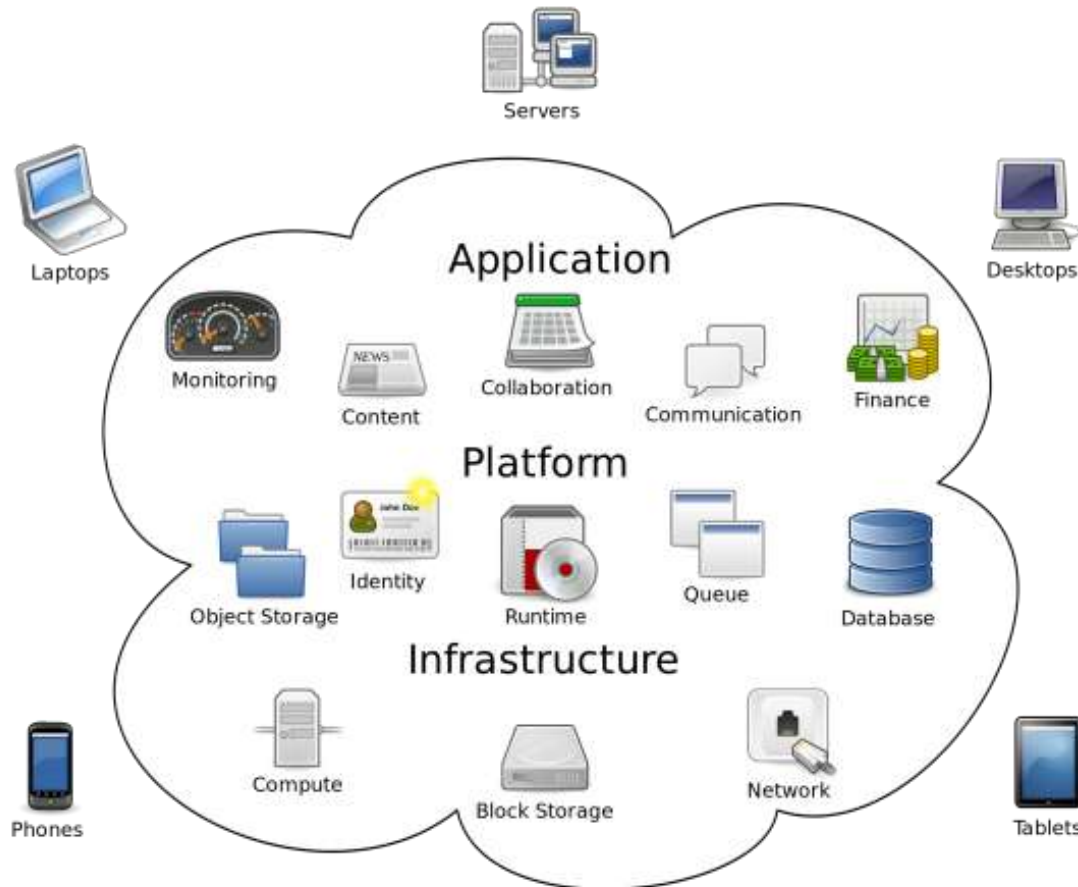 Servers
Laptops
Desktops
Application
Monitoring
NEWS
Content
Collaboration
Communication
Finance
Platform
Object Storage
John Doe
Identity
Runtime
Queue
Database
Infrastructure
Compute
Block Storage
Network
Phones
Tablets